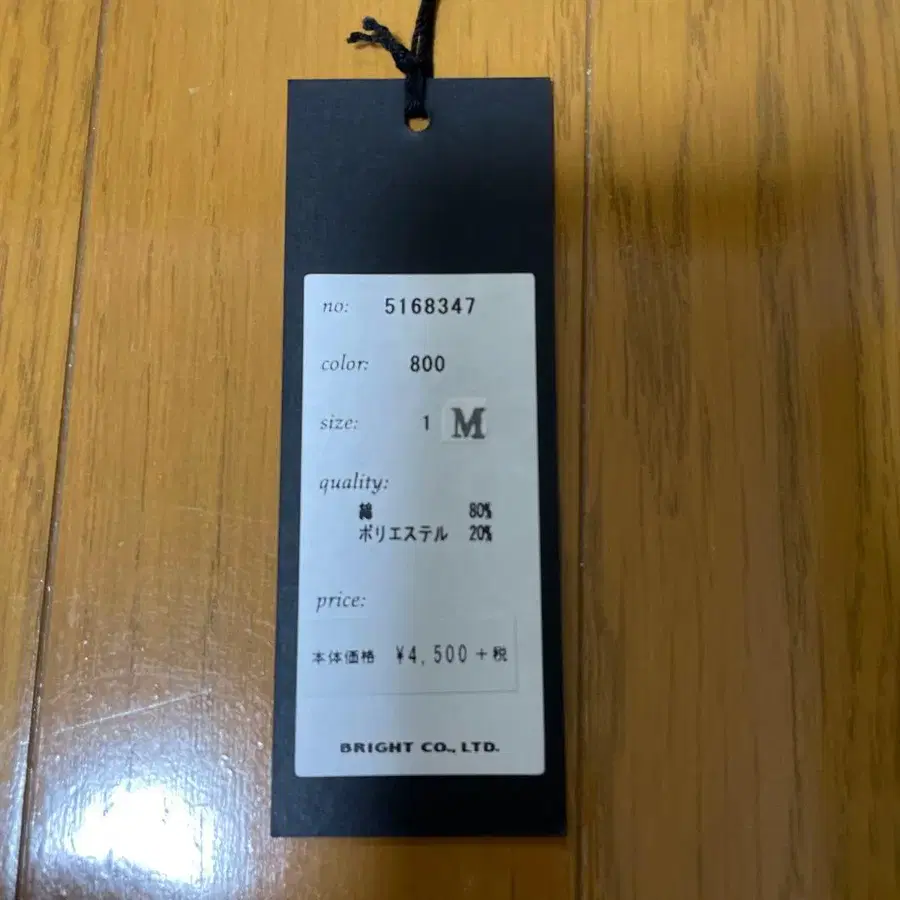 no: 5168347
color: 800
size: 1 M
quality:
綿 80%
ポリエステル 20%
price:
本体価格 ¥4,500+税
BRIGHT CO., LTD.